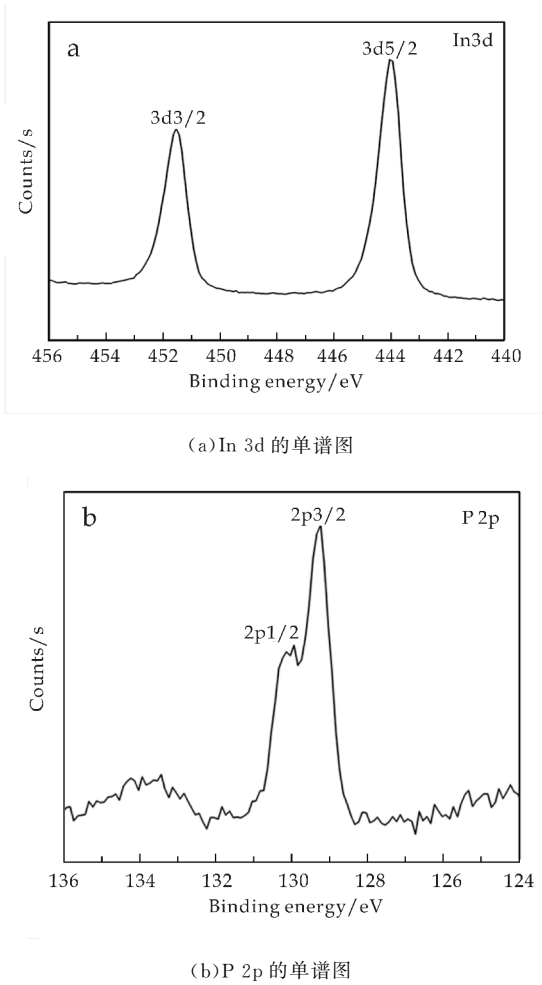 a
In3d
3d5/2
3d3/2
Counts/s
456 454 452 450 448 446 444 442 440
Binding energy/eV
(a)In 3d 的单谱图
b
2p3/2
P 2p
2p1/2
Counts/s
136 134 132 130 128 126 124
Binding energy/eV
(b)P 2p 的单谱图